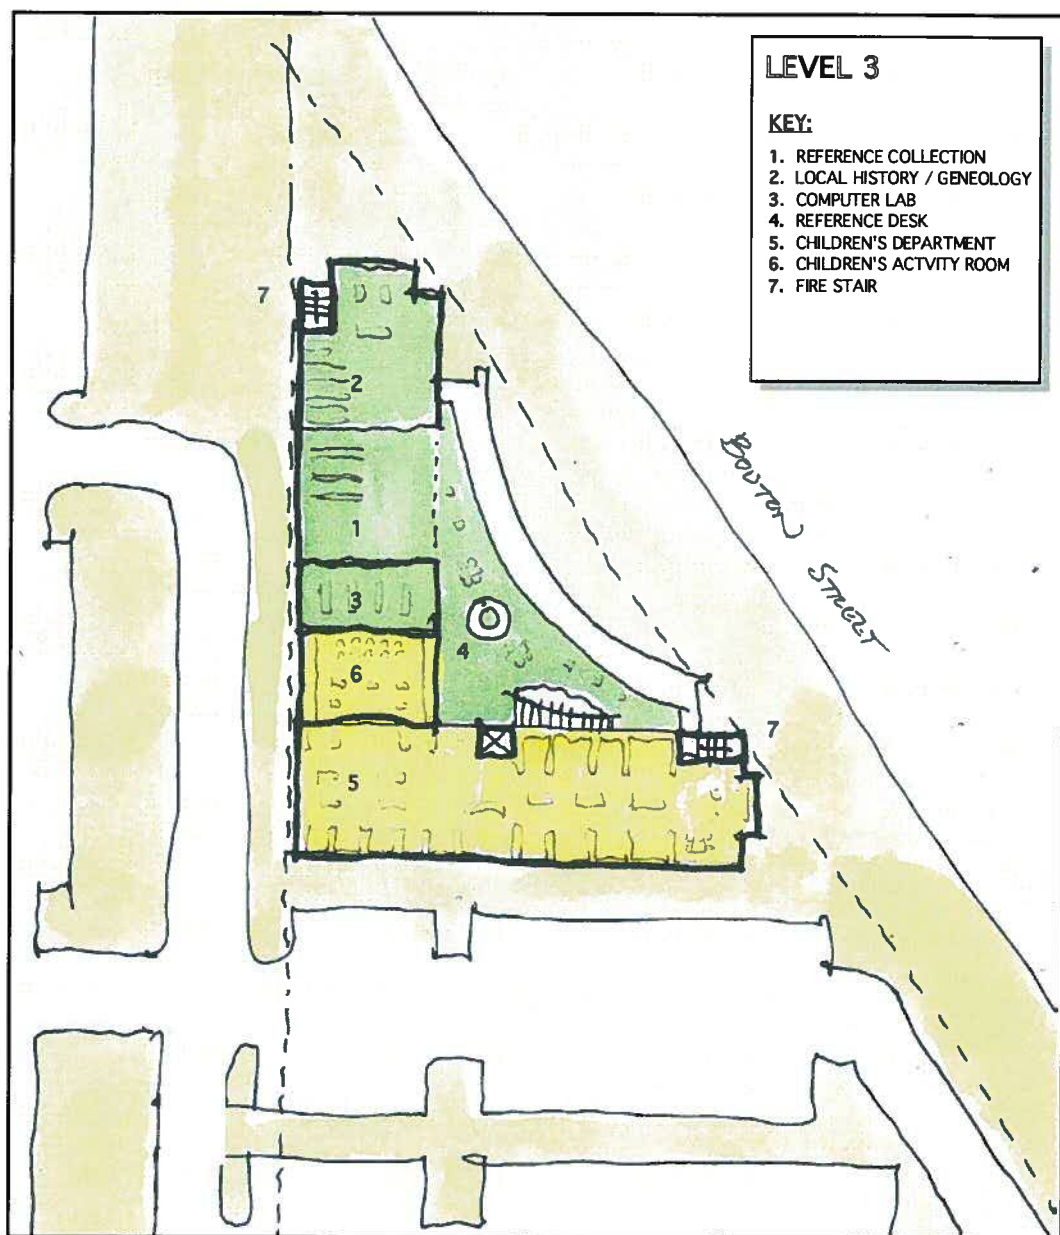 LEVEL 3
KEY:
1. REFERENCE COLLECTION
2. LOCAL HISTORY / GENEOLOGY
3. COMPUTER LAB
4. REFERENCE DESK
5. CHILDREN'S DEPARTMENT
6. CHILDREN'S ACTVITY ROOM
7. FIRE STAIR
7
2
1
3
4
6
7
5
BOUTON STREET